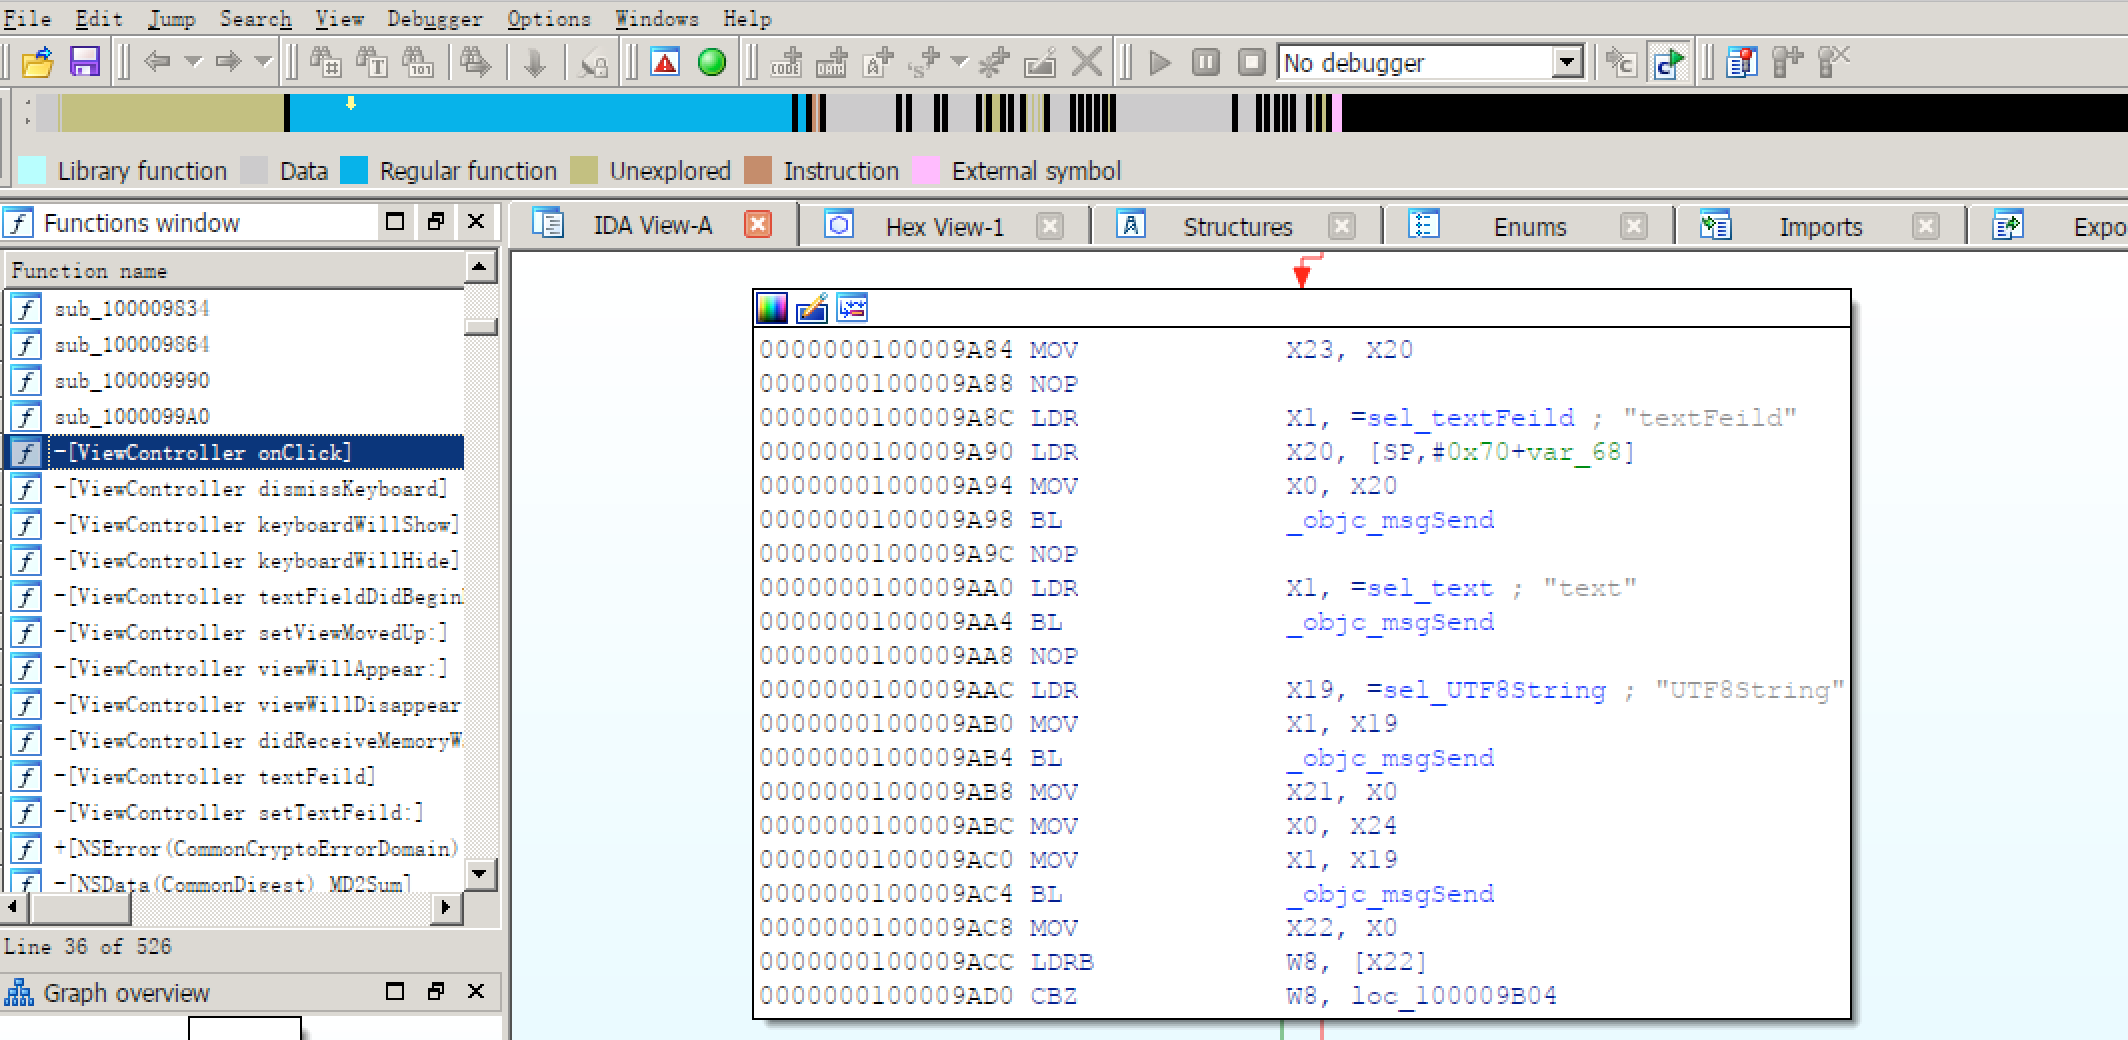 File Edit Jump Search View Debugger Options Windows Help
No debugger
Library function Data Regular function Unexplored Instruction External symbol
Functions window
IDA View-A Hex View-1 Structures Enums Imports Expo
Function name
sub_100009834
sub_100009864
sub_100009990
sub_1000099A0
-[ViewController onClick]
-[ViewController dismissKeyboard]
-[ViewController keyboardWillShow]
-[ViewController keyboardWillHide]
-[ViewController textFieldDidBegin
-[ViewController setViewMovedUp:]
-[ViewController viewWillAppear:]
-[ViewController viewWillDisappear
-[ViewController didReceiveMemoryW
-[ViewController textFeild]
-[ViewController setTextFeild:]
+[NSError(CommonCryptoErrorDomain)
-[NSData(CommonDigest) MD2Sum]
Line 36 of 526
Graph overview
0000000100009A84 MOV X23, X20
0000000100009A88 NOP
0000000100009A8C LDR X1, =sel_textFeild ; "textFeild"
0000000100009A90 LDR X20, [SP,#0x70+var_68]
0000000100009A94 MOV X0, X20
0000000100009A98 BL _objc_msgSend
0000000100009A9C NOP
0000000100009AA0 LDR X1, =sel_text ; "text"
0000000100009AA4 BL _objc_msgSend
0000000100009AA8 NOP
0000000100009AAC LDR X19, =sel_UTF8String ; "UTF8String"
0000000100009AB0 MOV X1, X19
0000000100009AB4 BL _objc_msgSend
0000000100009AB8 MOV X21, X0
0000000100009ABC MOV X0, X24
0000000100009AC0 MOV X1, X19
0000000100009AC4 BL _objc_msgSend
0000000100009AC8 MOV X22, X0
0000000100009ACC LDRB W8, [X22]
0000000100009AD0 CBZ W8, loc_100009B04